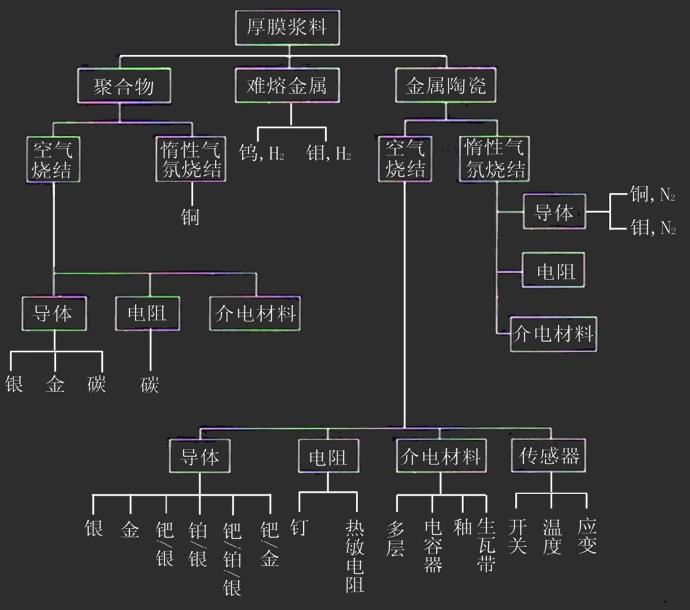 厚膜浆料
聚合物
难熔金属
金属陶瓷
空气
烧结
惰性气
氛烧结
钨,H₂
钼,H₂
空气
烧结
惰性气
氛烧结
铜
导体
铜,N₂
钼,N₂
电阻
介电材料
导体
电阻
介电材料
银
金
碳
碳
导体
电阻
介电材料
传感器
银
金
钯/银
铂/银
钯/铂/银
钯/金
钌
热敏电阻
多层
电容器
釉
生瓦带
开关
温度
应变